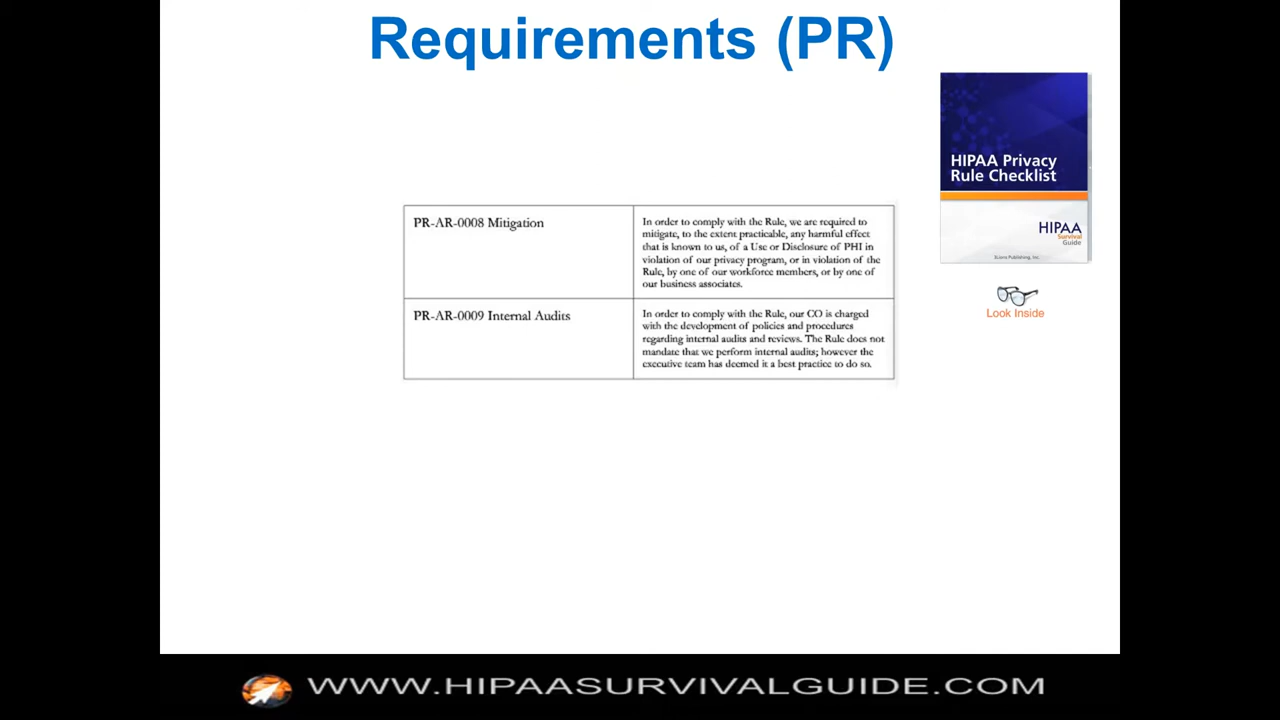 Requirements (PR)
HIPAA Privacy
Rule Checklist
HIPAA
Survival
Guide
3Lions Publishing, Inc.
Look Inside
PR-AR-0008 Mitigation
In order to comply with the Rule, we are required to
mitigate, to the extent practicable, any harmful effect
that is known to us, of a Use or Disclosure of PHI in
violation of our privacy program, or in violation of the
Rule, by one of our workforce members, or by one of
our business associates.
PR-AR-0009 Internal Audits
In order to comply with the Rule, our CO is charged
with the development of policies and procedures
regarding internal audits and reviews. The Rule does not
mandate that we perform internal audits; however the
executive team has deemed it a best practice to do so.
WWW.HIPAASURVIVALGUIDE.COM